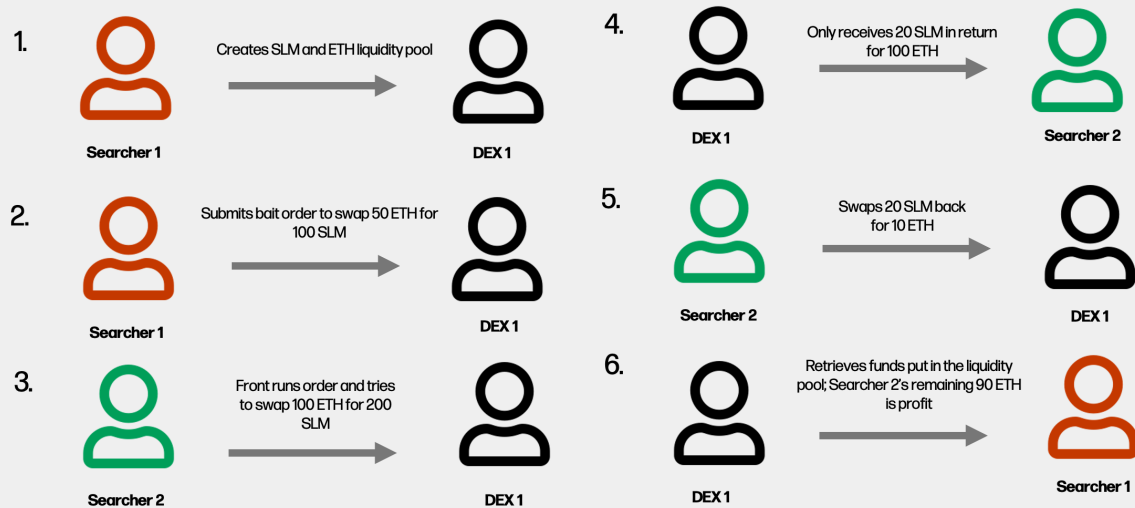 1.
Creates SLM and ETH liquidity pool
Searcher 1
DEX 1
2.
Submits bait order to swap 50 ETH for
100 SLM
Searcher 1
DEX 1
3.
Front runs order and tries
to swap 100 ETH for 200
SLM
Searcher 2
DEX 1
4.
Only receives 20 SLM in return
for 100 ETH
DEX 1
Searcher 2
5.
Swaps 20 SLM back
for 10 ETH
Searcher 2
DEX 1
6.
Retrieves funds put in the liquidity
pool; Searcher 2's remaining 90 ETH
is profit
DEX 1
Searcher 1